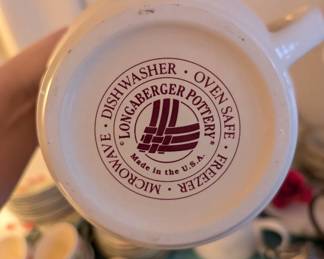 MICROWAVE • DISHWASHER • OVEN SAFE • FREEZER •
© LONGABERGER POTTERY ®
Made in the U.S.A.